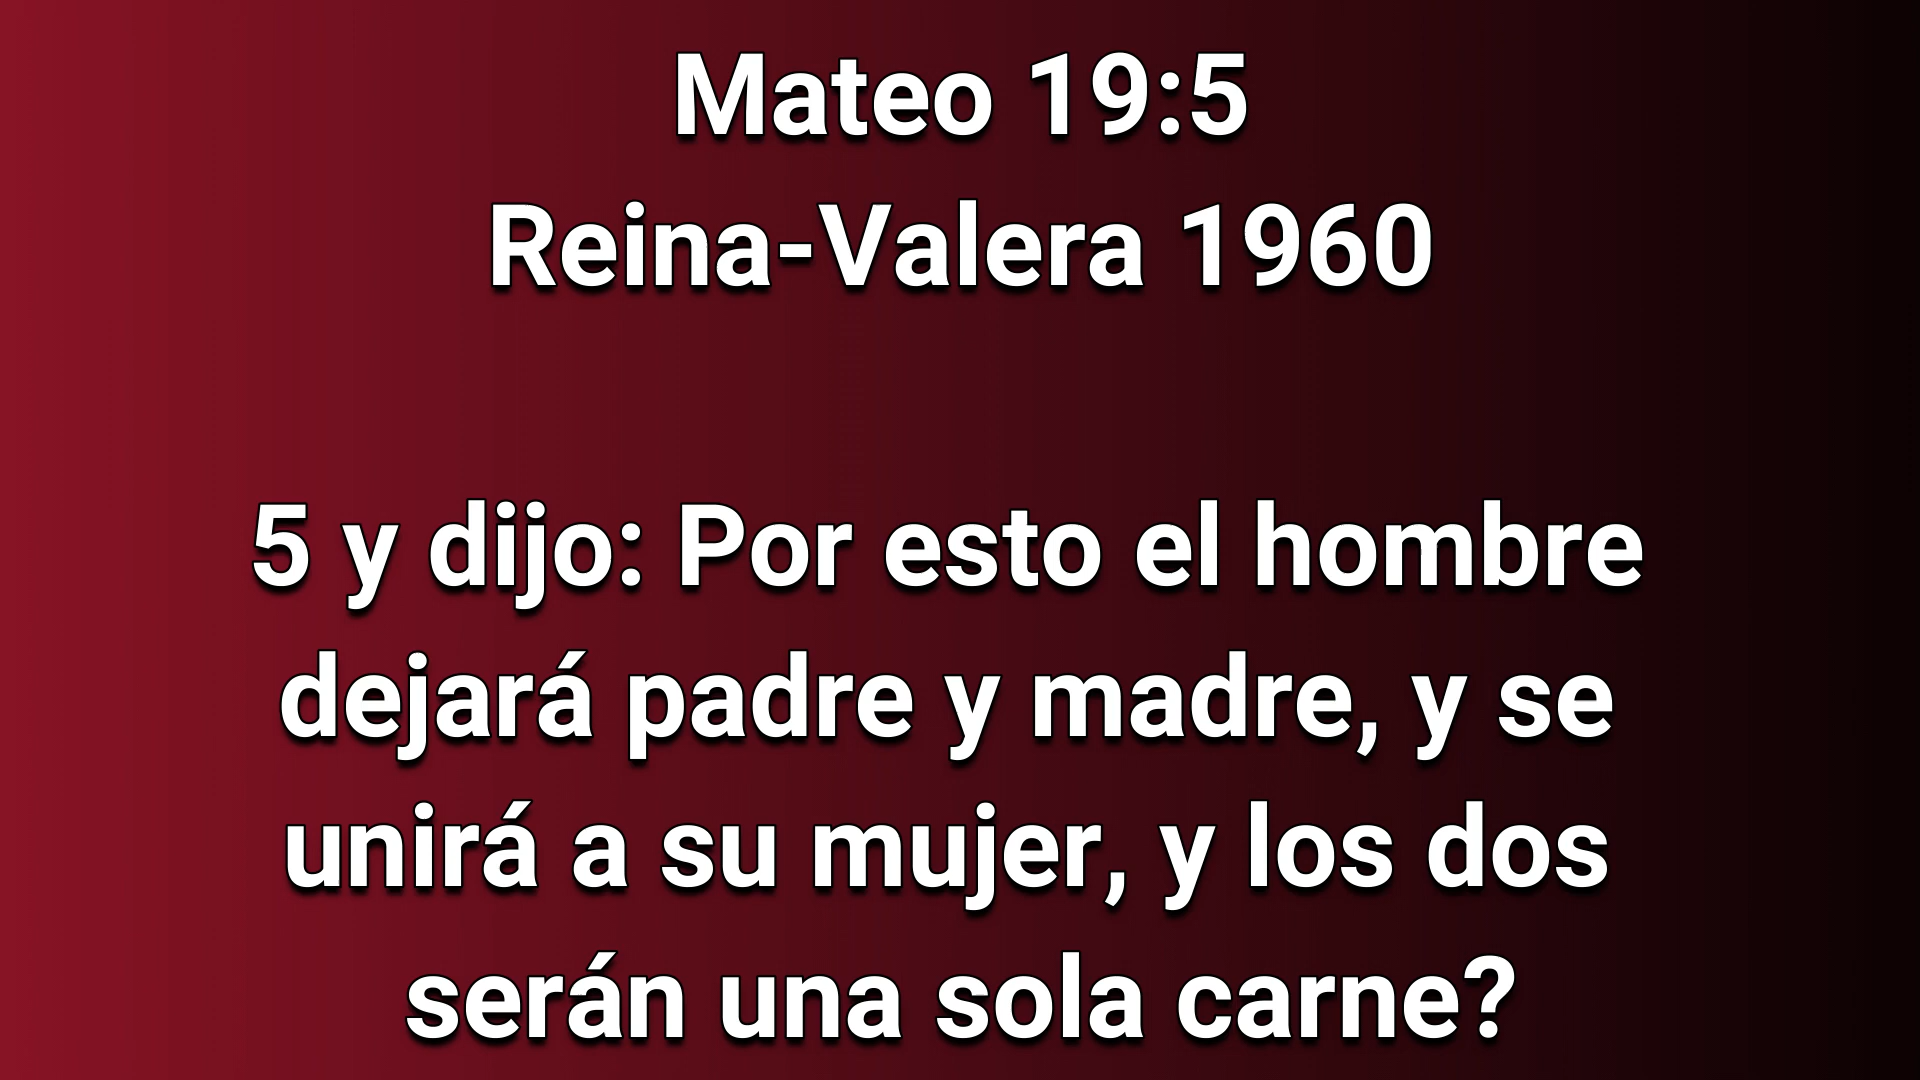 Mateo 19:5
Reina-Valera 1960
5 y dijo: Por esto el hombre
dejará padre y madre, y se
unirá a su mujer, y los dos
serán una sola carne?